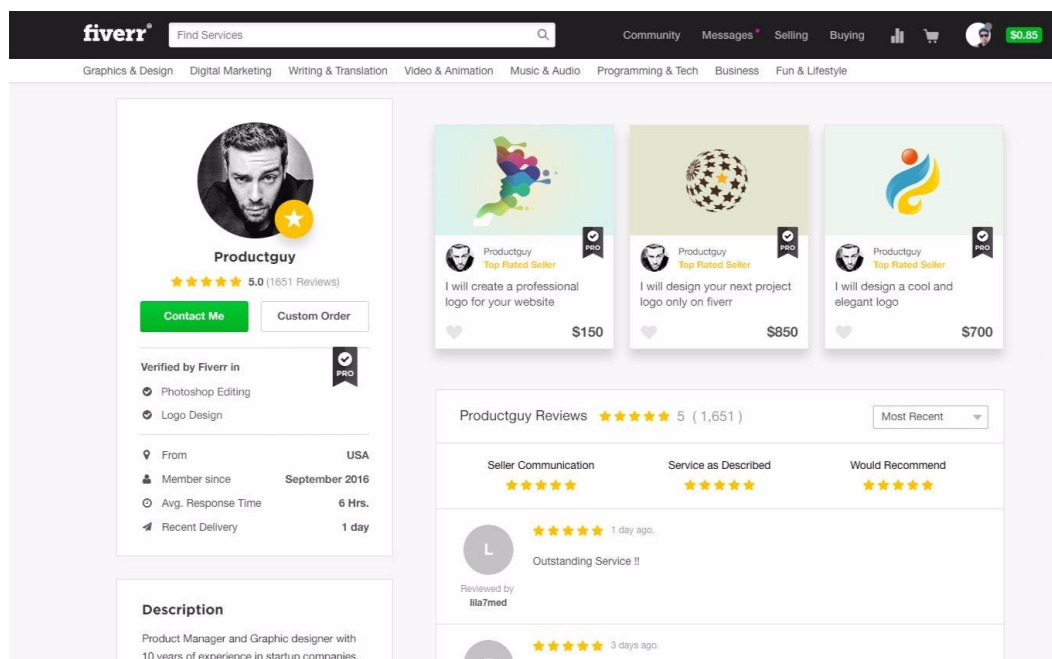 fiverr®
Find Services
Community Messages Selling Buying $0.85
Graphics & Design Digital Marketing Writing & Translation Video & Animation Music & Audio Programming & Tech Business Fun & Lifestyle
Productguy
5.0 (1651 Reviews)
Contact Me Custom Order
Verified by Fiverr in
PRO
Photoshop Editing
Logo Design
From USA
Member since September 2016
Avg. Response Time 6 Hrs.
Recent Delivery 1 day
Description
Product Manager and Graphic designer with
10 years of experience in startup companies.
PRO
Productguy
Top Rated Seller
I will create a professional
logo for your website
$150
PRO
Productguy
Top Rated Seller
I will design your next project
logo only on fiverr
$850
PRO
Productguy
Top Rated Seller
I will design a cool and
elegant logo
$700
Productguy Reviews 5 (1,651) Most Recent
Seller Communication Service as Described Would Recommend
1 day ago.
L
Outstanding Service !!
Reviewed by
lila7med
3 days ago.